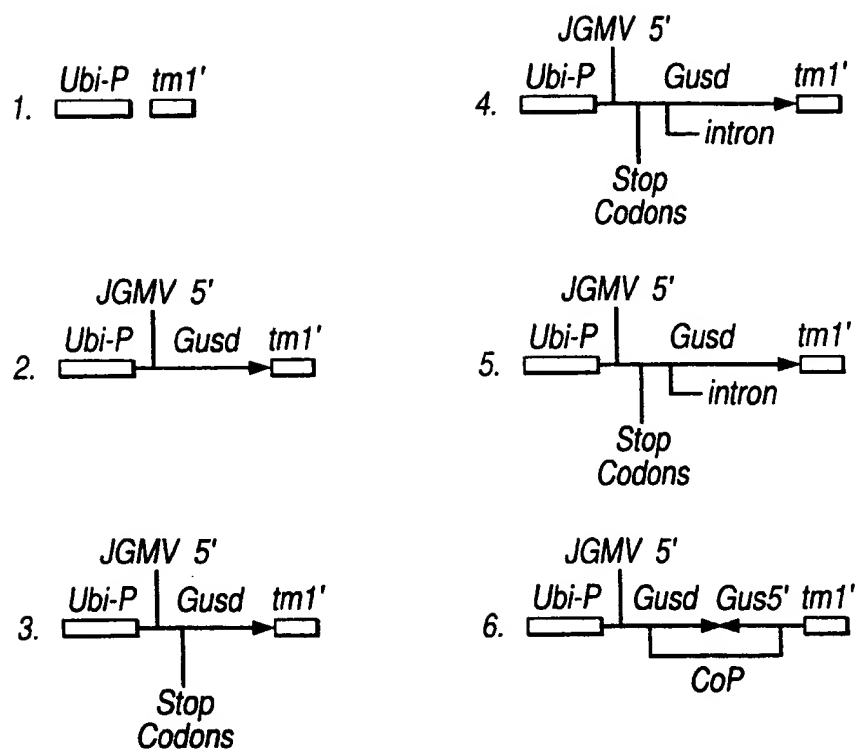 1. Ubi-P tm1'
2. JGMV 5'
Ubi-P Gusd tm1'
3. JGMV 5'
Ubi-P Gusd tm1'
Stop
Codons
4. JGMV 5'
Ubi-P Gusd tm1'
intron
Stop
Codons
5. JGMV 5'
Ubi-P Gusd tm1'
intron
Stop
Codons
6. JGMV 5'
Ubi-P Gusd Gus5' tm1'
CoP